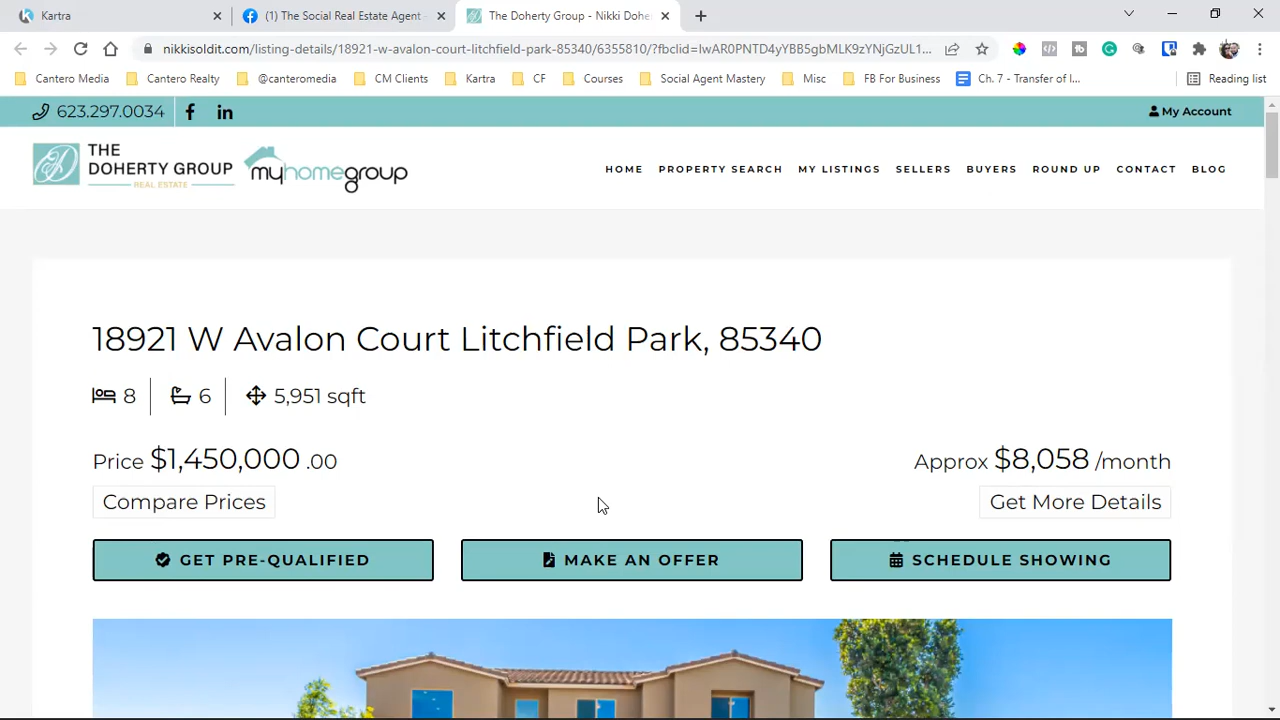 Kartra
(1) The Social Real Estate Agent
The Doherty Group - Nikki Dohe
nikkisoldit.com/listing-details/18921-w-avalon-court-litchfield-park-85340/6355810/?fbclid=IwAR0PNTD4yYBB5gbMLK9zYNjGzUL1...
Cantero Media
Cantero Realty
@canteromedia
CM Clients
Kartra
CF
Courses
Social Agent Mastery
Misc
FB For Business
Ch. 7 - Transfer of I...
Reading list
623.297.0034
My Account
THE
DOHERTY GROUP
REAL ESTATE
myhomegroup
HOME
PROPERTY SEARCH
MY LISTINGS
SELLERS
BUYERS
ROUND UP
CONTACT
BLOG
18921 W Avalon Court Litchfield Park, 85340
8
6
5,951 sqft
Price $1,450,000 .00
Approx $8,058 /month
Compare Prices
Get More Details
GET PRE-QUALIFIED
MAKE AN OFFER
SCHEDULE SHOWING